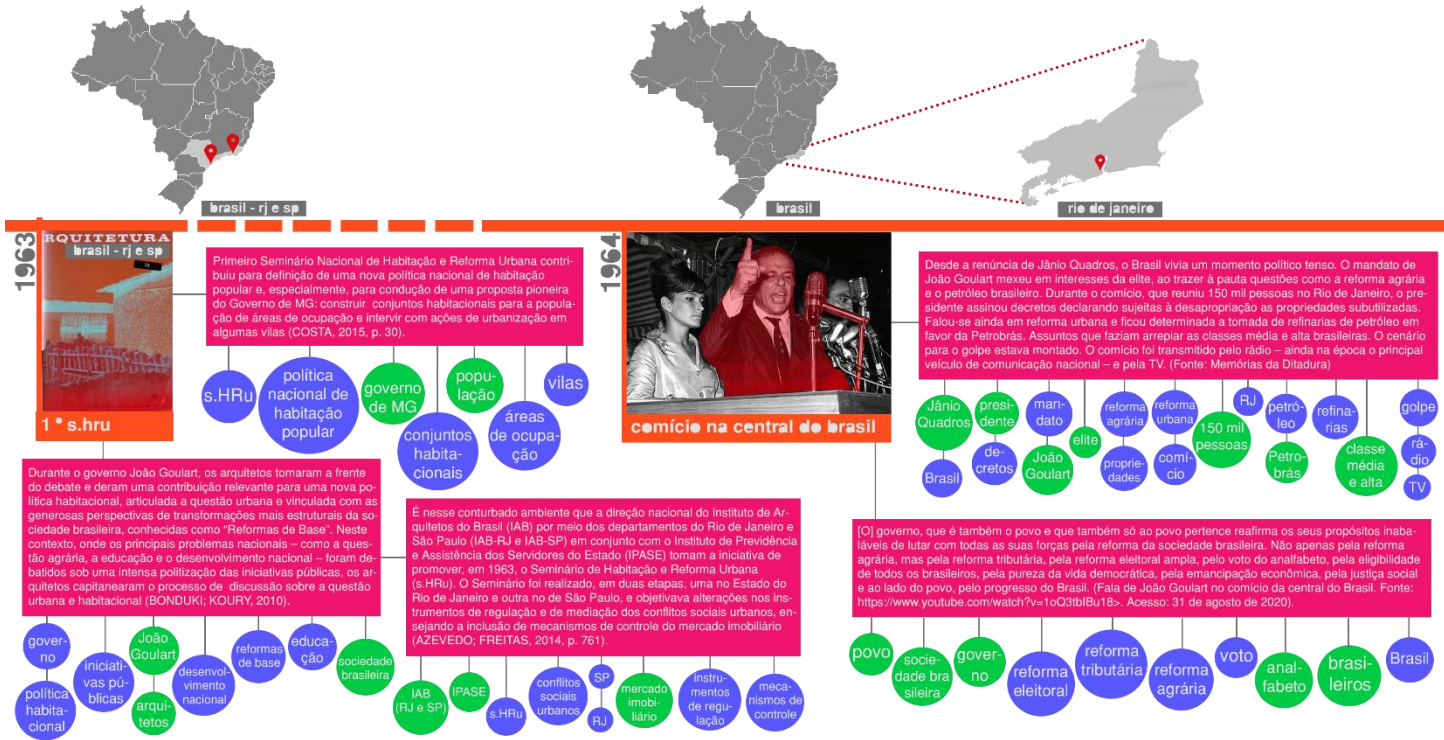 brasil - rj e sp
brasil
rio de janeiro
1963
RQUITETURA
brasil - rj e sp
1° s.hru
Primeiro Seminário Nacional de Habitação e Reforma Urbana contri-
buiu para definição de uma nova política nacional de habitação
popular e, especialmente, para condução de uma proposta pioneira
do Governo de MG: construir conjuntos habitacionais para a popula-
ção de áreas de ocupação e intervir com ações de urbanização em
algumas vilas (COSTA, 2015, p. 30).
s.HRu
política
nacional de
habitação
popular
governo
de MG
conjuntos
habita-
cionais
popu-
lação
áreas
de ocupa-
ção
vilas
Durante o governo João Goulart, os arquitetos tomaram a frente
do debate e deram uma contribuição relevante para uma nova po-
lítica habitacional, articulada a questão urbana e vinculada com as
generosas perspectivas de transformações mais estruturais da so-
ciedade brasileira, conhecidas como "Reformas de Base". Neste
contexto, onde os principais problemas nacionais – como a ques-
tão agrária, a educação e o desenvolvimento nacional – foram de-
batidos sob uma intensa politização das iniciativas públicas, os ar-
quitetos capitanearam o processo de discussão sobre a questão
urbana e habitacional (BONDUKI; KOURY, 2010).
gover-
no
política
habita-
cional
iniciati-
vas pú-
blicas
João
Goulart
arqui-
tetos
desenvol-
vimento
nacional
reformas
de base
educa-
ção
sociedade
brasileira
É nesse conturbado ambiente que a direção nacional do Instituto de Ar-
quitetos do Brasil (IAB) por meio dos departamentos do Rio de Janeiro e
São Paulo (IAB-RJ e IAB-SP) em conjunto com o Instituto de Previdência
e Assistência dos Servidores do Estado (IPASE) tomam a iniciativa de
promover, em 1963, o Seminário de Habitação e Reforma Urbana
(s.HRu). O Seminário foi realizado, em duas etapas, uma no Estado do
Rio de Janeiro e outra no de São Paulo, e objetivava alterações nos ins-
trumentos de regulação e de mediação dos conflitos sociais urbanos, en-
sejando a inclusão de mecanismos de controle do mercado imobiliário
(AZEVEDO; FREITAS, 2014, p. 761).
IAB
(RJ e SP)
IPASE
s.HRu
conflitos
sociais
urbanos
SP
RJ
mercado
imobi-
liário
instru-
mentos
de regu-
lação
meca-
nismos de
controle
1964
comício na central do brasil
Desde a renúncia de Jânio Quadros, o Brasil vivia um momento político tenso. O mandato de
João Goulart mexeu em interesses da elite, ao trazer à pauta questões como a reforma agrária
e o petróleo brasileiro. Durante o comício, que reuniu 150 mil pessoas no Rio de Janeiro, o pre-
sidente assinou decretos declarando sujeitas à desapropriação as propriedades subutilizadas.
Falou-se ainda em reforma urbana e ficou determinada a tomada de refinarias de petróleo em
favor da Petrobrás. Assuntos que faziam arrepiar as classes média e alta brasileiras. O cenário
para o golpe estava montado. O comício foi transmitido pelo rádio – ainda na época o principal
veículo de comunicação nacional – e pela TV. (Fonte: Memórias da Ditadura)
Jânio
Quadros
Brasil
presi-
dente
de-
cretos
man-
dato
João
Goulart
elite
reforma
agrária
proprie-
dades
reforma
urbana
comí-
cio
150 mil
pessoas
RJ
petró-
leo
Petro-
brás
refina-
rias
classe
média
e alta
golpe
rá-
dio
TV
[O] governo, que é também o povo e que também só ao povo pertence reafirma os seus propósitos inaba-
láveis de lutar com todas as suas forças pela reforma da sociedade brasileira. Não apenas pela reforma
agrária, mas pela reforma tributária, pela reforma eleitoral ampla, pelo voto do analfabeto, pela eligibilidade
de todos os brasileiros, pela pureza da vida democrática, pela emancipação econômica, pela justiça social
e ao lado do povo, pelo progresso do Brasil. (Fala de João Goulart no comício da central do Brasil. Fonte:
https://www.youtube.com/watch?v=1oQ3tbIBu18>. Acesso: 31 de agosto de 2020).
povo
socie-
dade bra
sileira
gover-
no
reforma
eleitoral
reforma
tributária
reforma
agrária
voto
anal-
fabeto
brasi-
leiros
Brasil